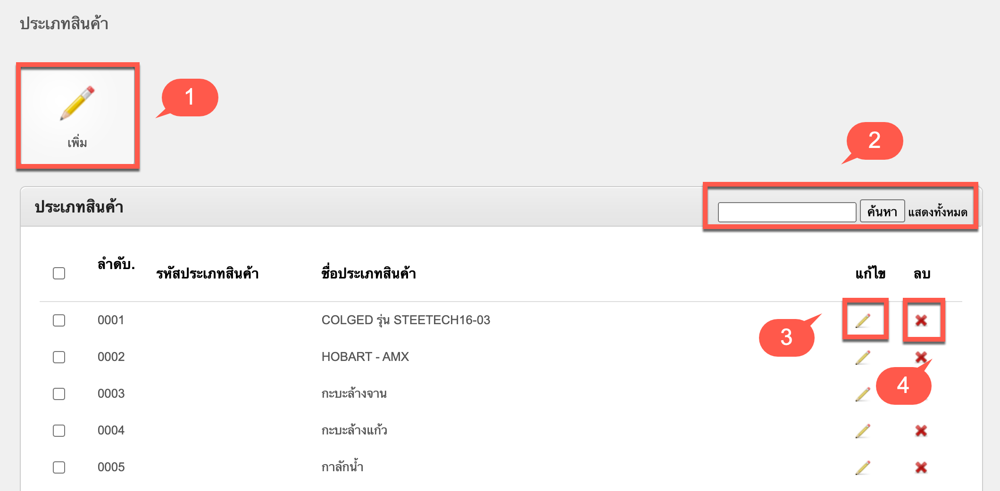 ประเภทสินค้า
เพิ่ม
1
2
ประเภทสินค้า ค้นหา แสดงทั้งหมด
ลำดับ. รหัสประเภทสินค้า ชื่อประเภทสินค้า แก้ไข ลบ
0001 COLGED รุ่น STEETECH16-03
3
0002 HOBART - AMX
4
0003 กะบะล้างจาน
0004 กะบะล้างแก้ว
0005 กาลักน้ำ